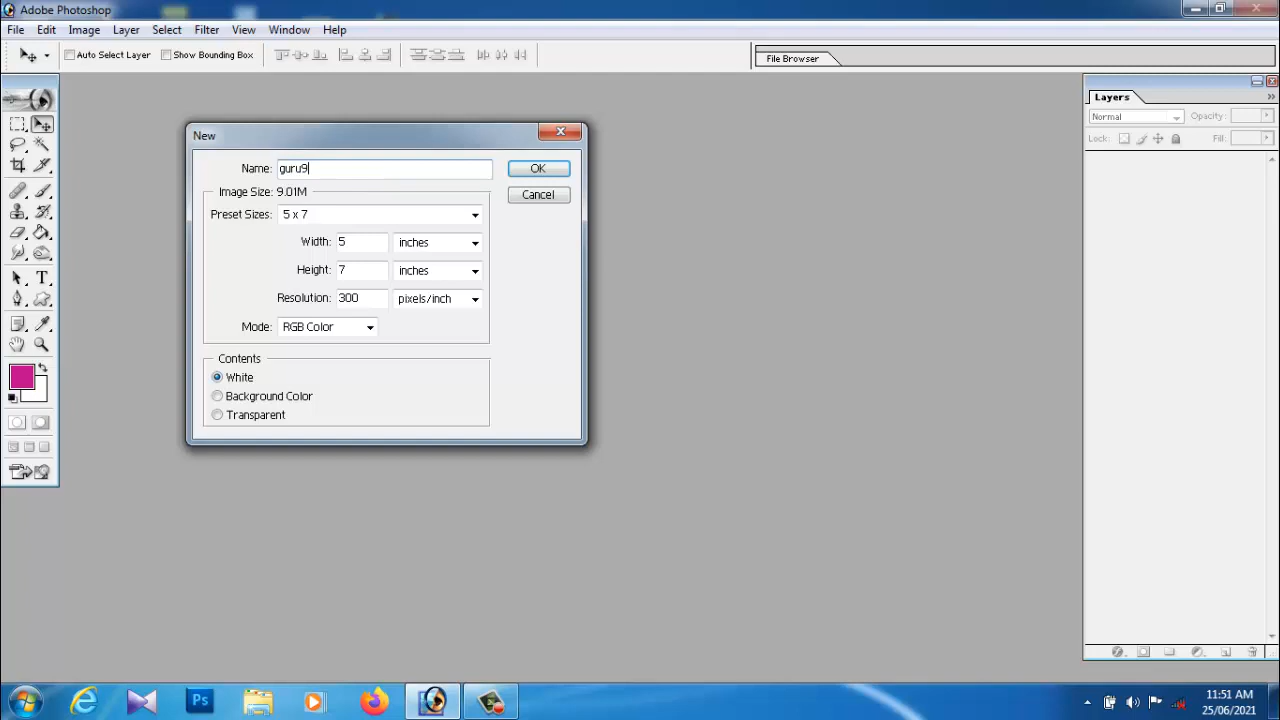 Adobe Photoshop
File Edit Image Layer Select Filter View Window Help
Auto Select Layer Show Bounding Box File Browser
Layers
Normal Opacity:
Lock: Fill:
New
Name: guru9 OK
Image Size: 9.01M Cancel
Preset Sizes: 5 x 7
Width: 5 inches
Height: 7 inches
Resolution: 300 pixels/inch
Mode: RGB Color
Contents
White
Background Color
Transparent
T
Ps
11:51 AM
25/06/2021